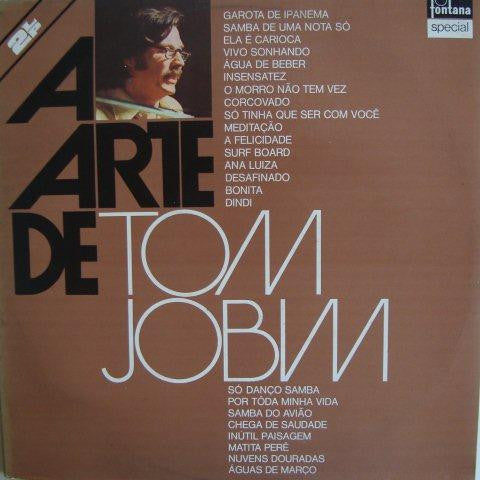 2LP
fontana
special
GAROTA DE IPANEMA
SAMBA DE UMA NOTA SÓ
ELA É CARIOCA
VIVO SONHANDO
ÁGUA DE BEBER
INSENSATEZ
O MORRO NÃO TEM VEZ
CORCOVADO
SÓ TINHA QUE SER COM VOCÊ
MEDITAÇÃO
A FELICIDADE
SURF BOARD
ANA LUIZA
DESAFINADO
BONITA
DINDI
A
ARTE
DE
TOM
JOBIM
SÓ DANÇO SAMBA
POR TÔDA MINHA VIDA
SAMBA DO AVIÃO
CHEGA DE SAUDADE
INÚTIL PAISAGEM
MATITA PERÊ
NUVENS DOURADAS
ÁGUAS DE MARÇO